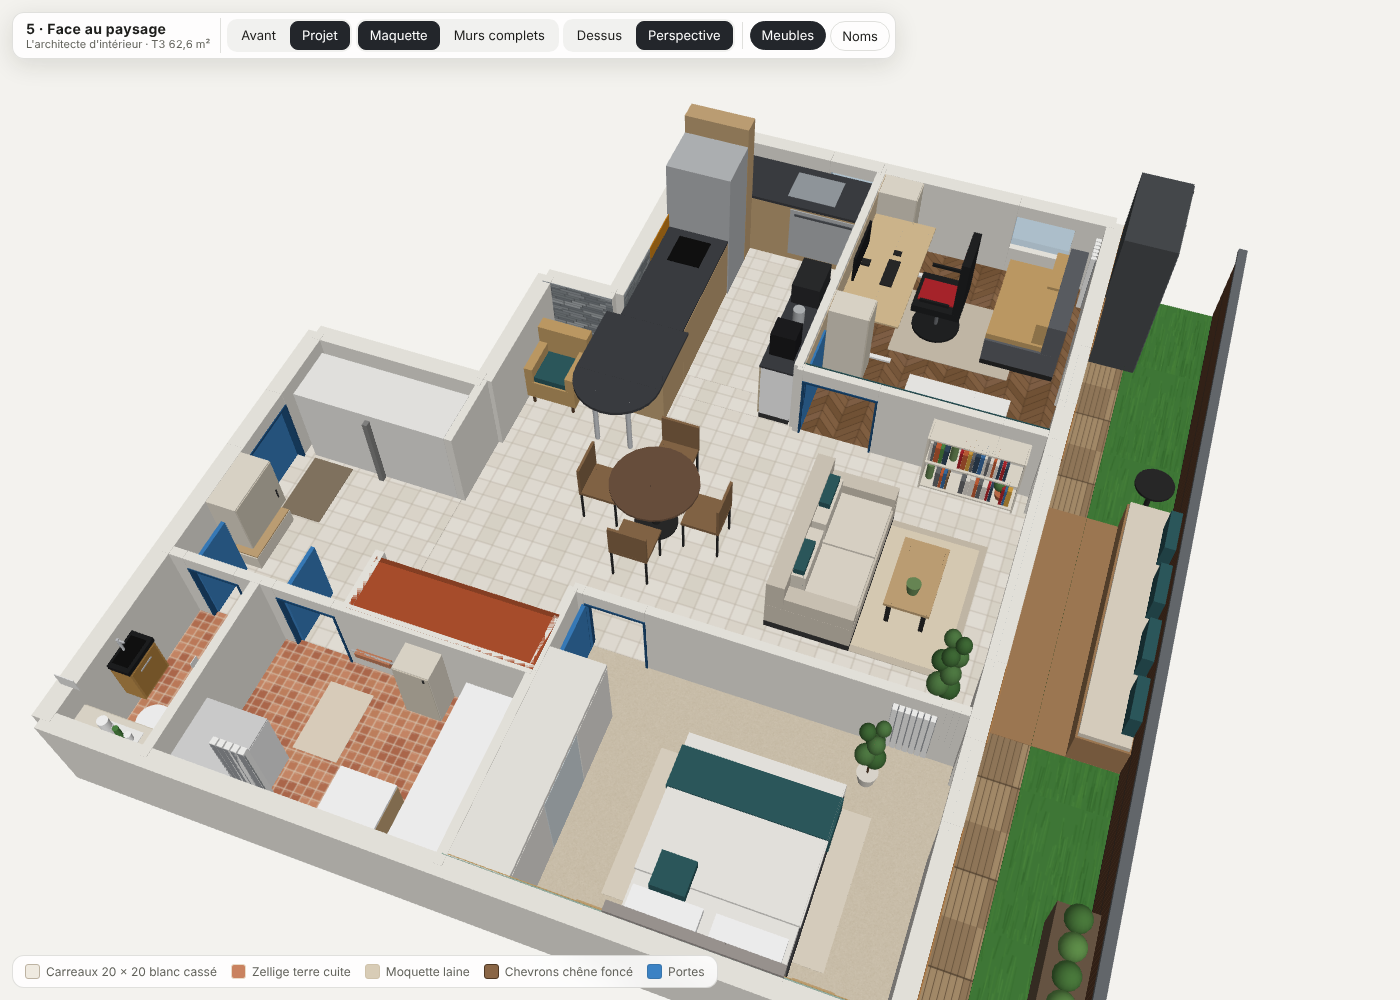 5 · Face au paysage
L'architecte d'intérieur · T3 62,6 m²
Avant
Projet
Maquette
Murs complets
Dessus
Perspective
Meubles
Noms
Carreaux 20 × 20 blanc cassé
Zellige terre cuite
Moquette laine
Chevrons chêne foncé
Portes